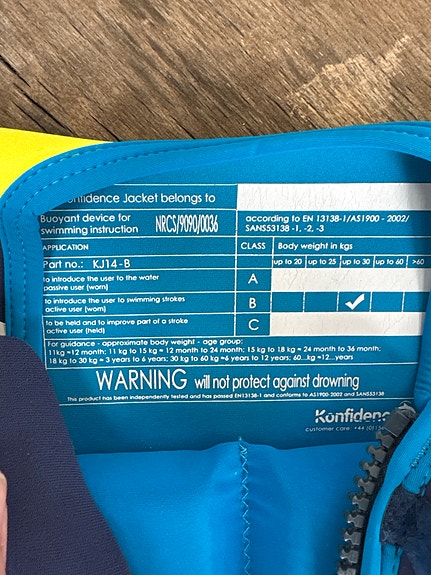 Jacket belongs to
Buoyant device for swimming instruction NRCS/9090/0036 according to EN 13138-1/AS1900 - 2002/ SANS53138 -1, -2, -3
APPLICATION CLASS Body weight in kgs
Part no.: KJ14-B up to 20 up to 25 up to 30 up to 60 >60
to introduce the user to the water
passive user (worn) A
to introduce the user to swimming strokes
active user (worn) B ✓
to be held and to improve part of a stroke
active user (held) C
For guidance - approximate body weight - age group:
11kg =12 month; 11 kg to 15 kg = 12 month to 24 month; 15 kg to 18 kg = 24 month to 36 month;
18 kg to 30 kg = 3 years to 6 years; 30 kg to 60 kg =6 years to 12 years; 60...kg =12...years
WARNING will not protect against drowning
This product has been independently tested and has passed EN13138-1 and conforms to AS1900-2002 and SANS53138
Konfidenc
customer care: +44 (0)15